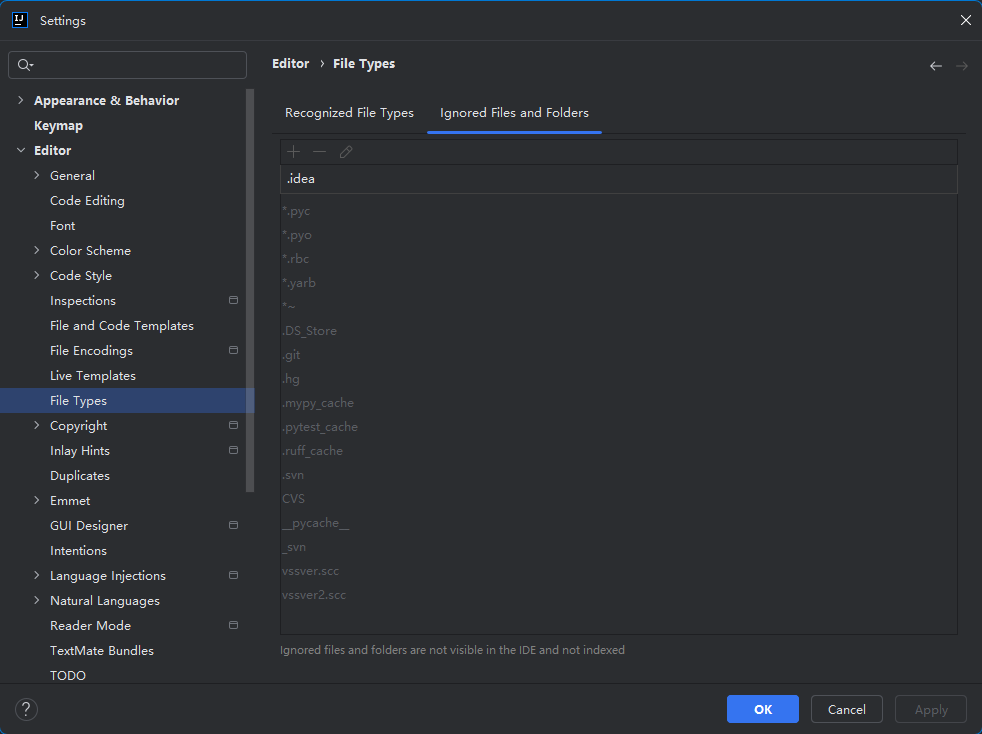 IJ
Settings
Editor › File Types
Appearance & Behavior
Keymap
Editor
General
Code Editing
Font
Color Scheme
Code Style
Inspections
File and Code Templates
File Encodings
Live Templates
File Types
Copyright
Inlay Hints
Duplicates
Emmet
GUI Designer
Intentions
Language Injections
Natural Languages
Reader Mode
TextMate Bundles
TODO
Recognized File Types
Ignored Files and Folders
.idea
*.pyc
*.pyo
*.rbc
*.yarb
*~
.DS_Store
.git
.hg
.mypy_cache
.pytest_cache
.ruff_cache
.svn
CVS
__pycache__
_svn
vssver.scc
vssver2.scc
Ignored files and folders are not visible in the IDE and not indexed
?
OK
Cancel
Apply